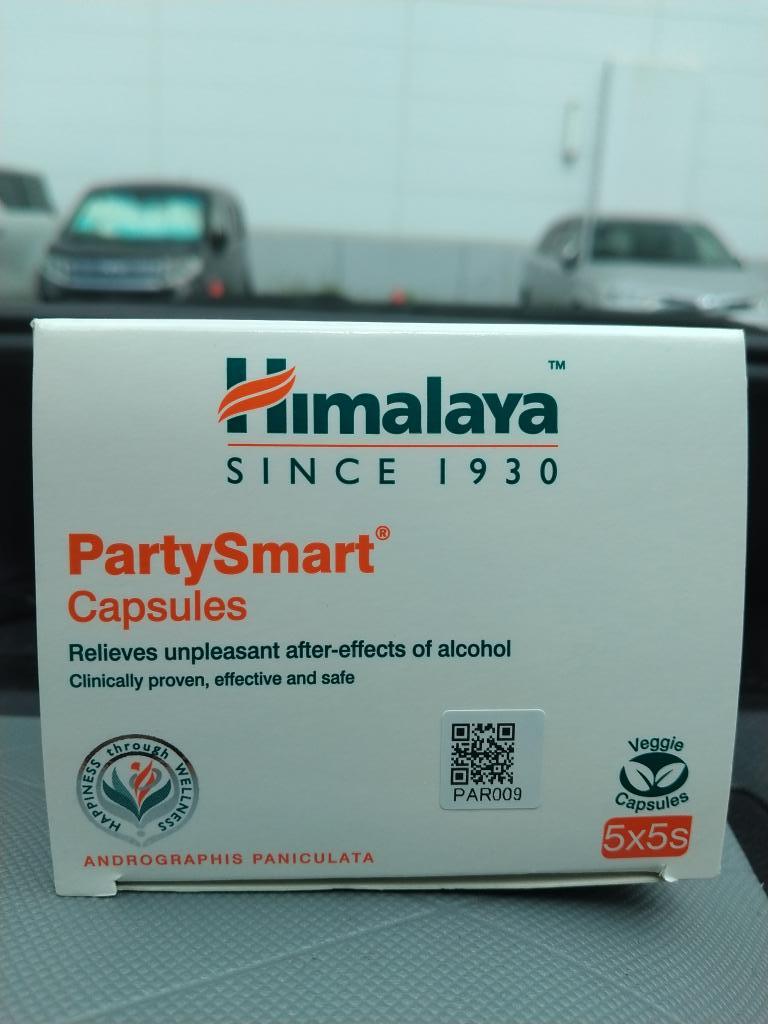 Himalaya™
SINCE 1930
PartySmart®
Capsules
Relieves unpleasant after-effects of alcohol
Clinically proven, effective and safe
HAPPINESS through WELLNESS
PAR009
Veggie
Capsules
5x5s
ANDROGRAPHIS PANICULATA